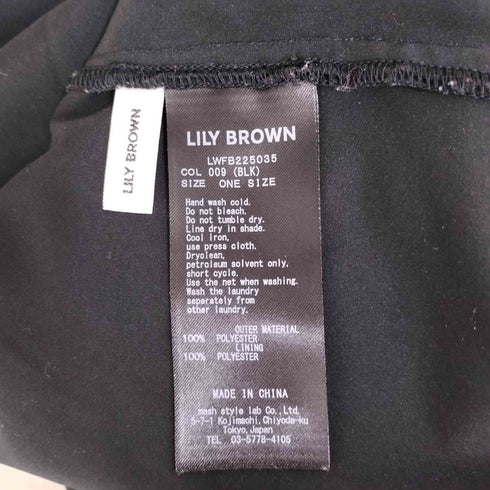 LILY BROWN
LILY BROWN
LWFB225035
COL 009 (BLK)
SIZE ONE SIZE
Hand wash cold.
Do not bleach.
Do not tumble dry.
Line dry in shade.
Cool iron,
use press cloth.
Dryclean,
petroleum solvent only,
short cycle.
Use the net when washing.
Wash the laundry
separately from
other laundry.
OUTER MATERIAL
100% POLYESTER
LINING
100% POLYESTER
MADE IN CHINA
mash style lab Co., Ltd.
5-7-1 Kojimachi, Chiyoda-ku
Tokyo, Japan
TEL 03-5778-4105